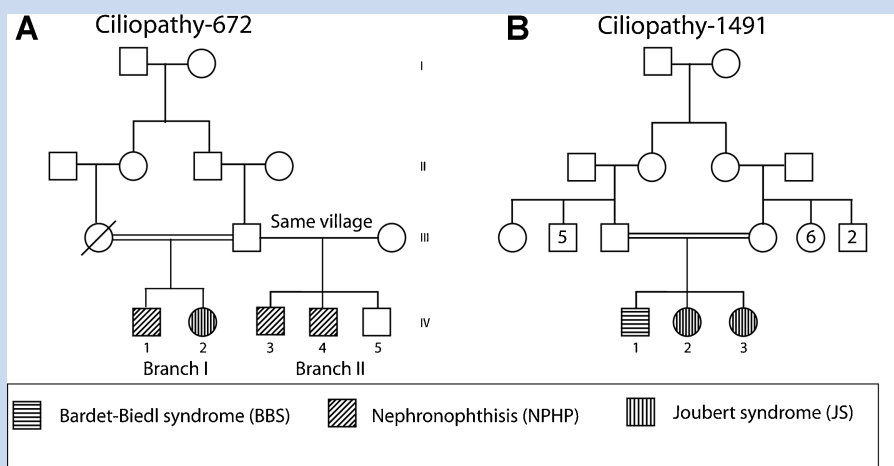 A
Ciliopathy-672
B
Ciliopathy-1491
I
II
Same village
III
5
6
2
IV
1
2
3
4
5
1
2
3
Branch I
Branch II
Bardet-Biedl syndrome (BBS)
Nephronophthisis (NPHP)
Joubert syndrome (JS)